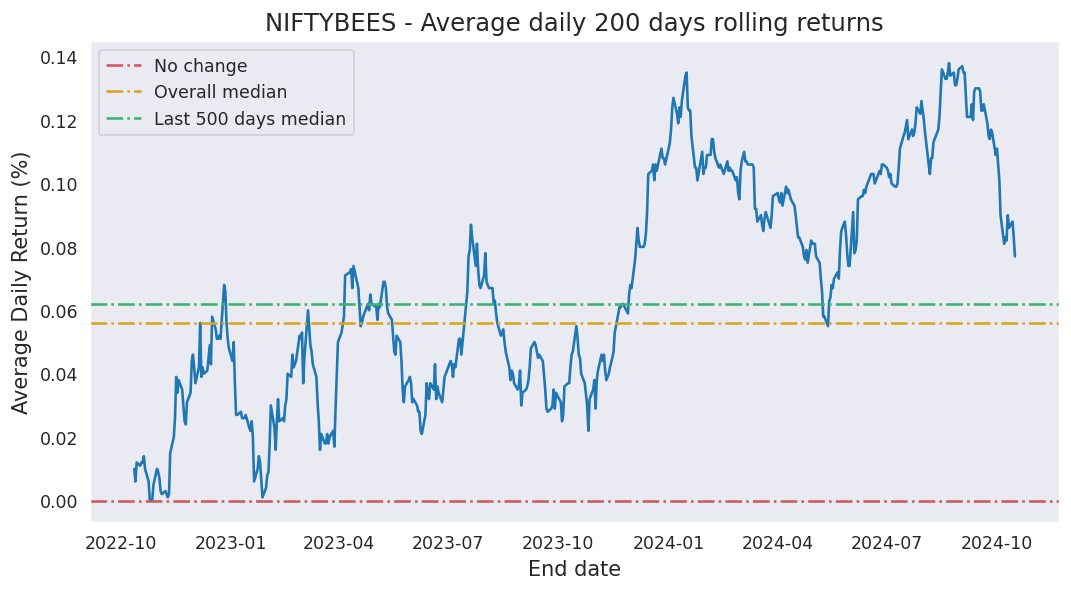 NIFTYBEES - Average daily 200 days rolling returns
No change
Overall median
Last 500 days median
Average Daily Return (%)
0.14
0.12
0.10
0.08
0.06
0.04
0.02
0.00
2022-10 2023-01 2023-04 2023-07 2023-10 2024-01 2024-04 2024-07 2024-10
End date